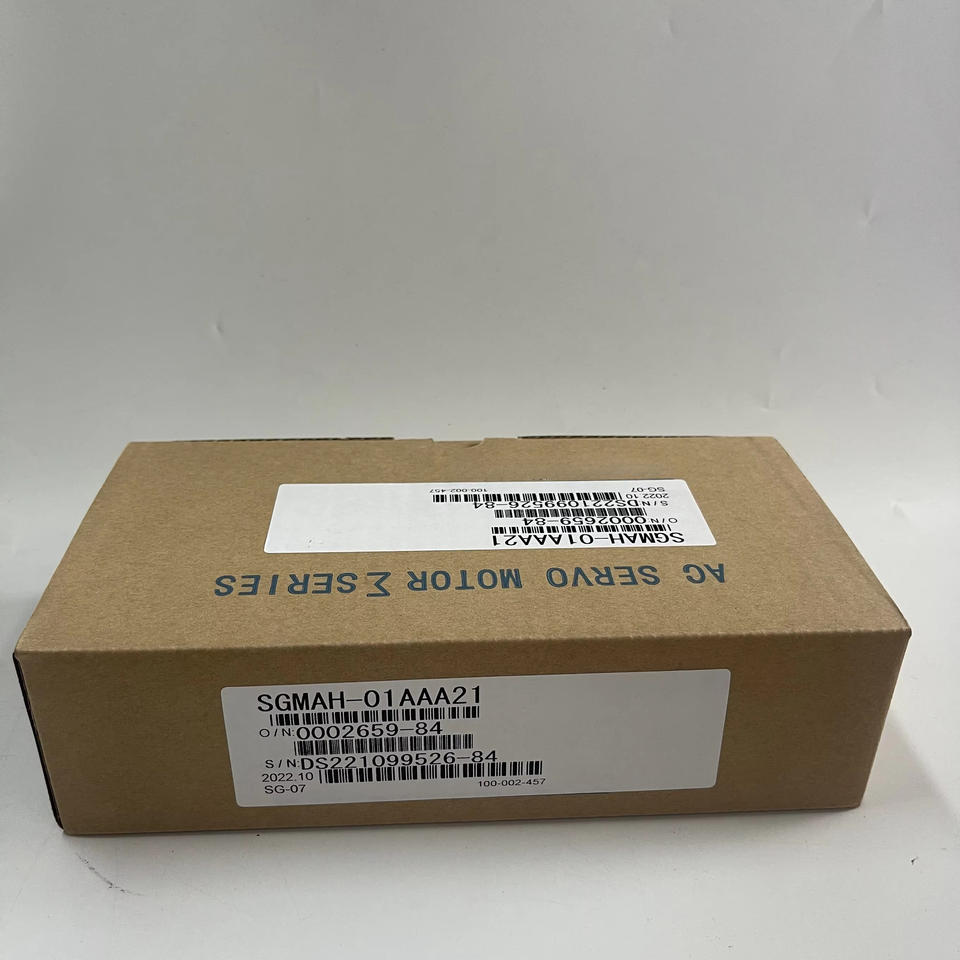 SGMAH-01AAA21
O/N 0002659-84
S/N DS221099526-84
2022.10
SG-07 100-002-457
AC SERVO MOTOR Σ SERIES
SGMAH-01AAA21
O/N: 0002659-84
S/N: DS221099526-84
2022.10
SG-07 100-002-457